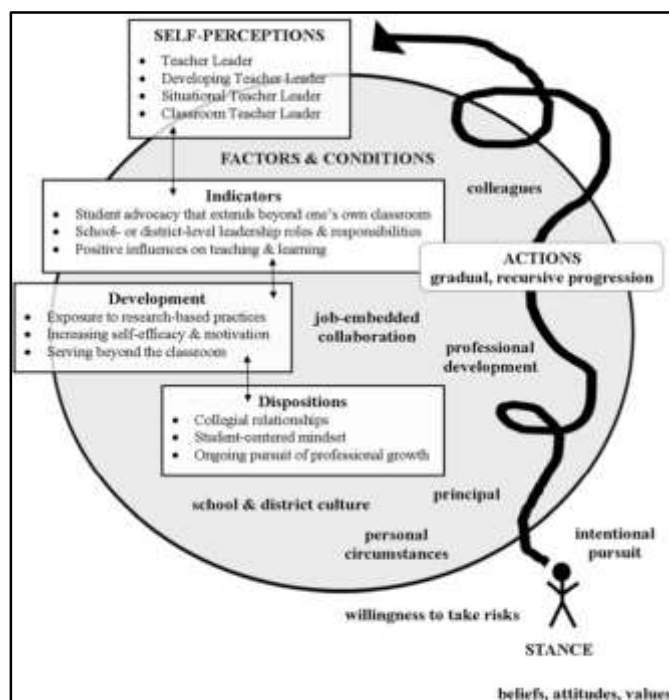 SELF-PERCEPTIONS
• Teacher Leader
• Developing Teacher Leader
• Situational Teacher Leader
• Classroom Teacher Leader
FACTORS & CONDITIONS
colleagues
Indicators
• Student advocacy that extends beyond one's own classroom
• School- or district-level leadership roles & responsibilities
• Positive influences on teaching & learning
ACTIONS
gradual, recursive progression
Development
• Exposure to research-based practices
• Increasing self-efficacy & motivation
• Serving beyond the classroom
job-embedded
collaboration
professional
development
Dispositions
• Collegial relationships
• Student-centered mindset
• Ongoing pursuit of professional growth
school & district culture
principal
personal
circumstances
intentional
pursuit
willingness to take risks
STANCE
beliefs, attitudes, values